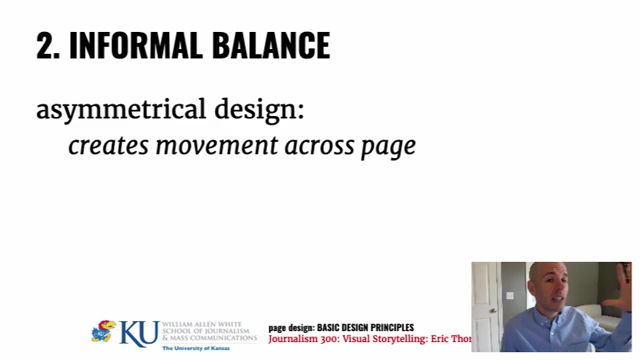 2. INFORMAL BALANCE
asymmetrical design:
creates movement across page
KU
WILLIAM ALLEN WHITE
SCHOOL OF JOURNALISM
& MASS COMMUNICATIONS
The University of Kansas
page design: BASIC DESIGN PRINCIPLES
Journalism 300: Visual Storytelling: Eric Thor